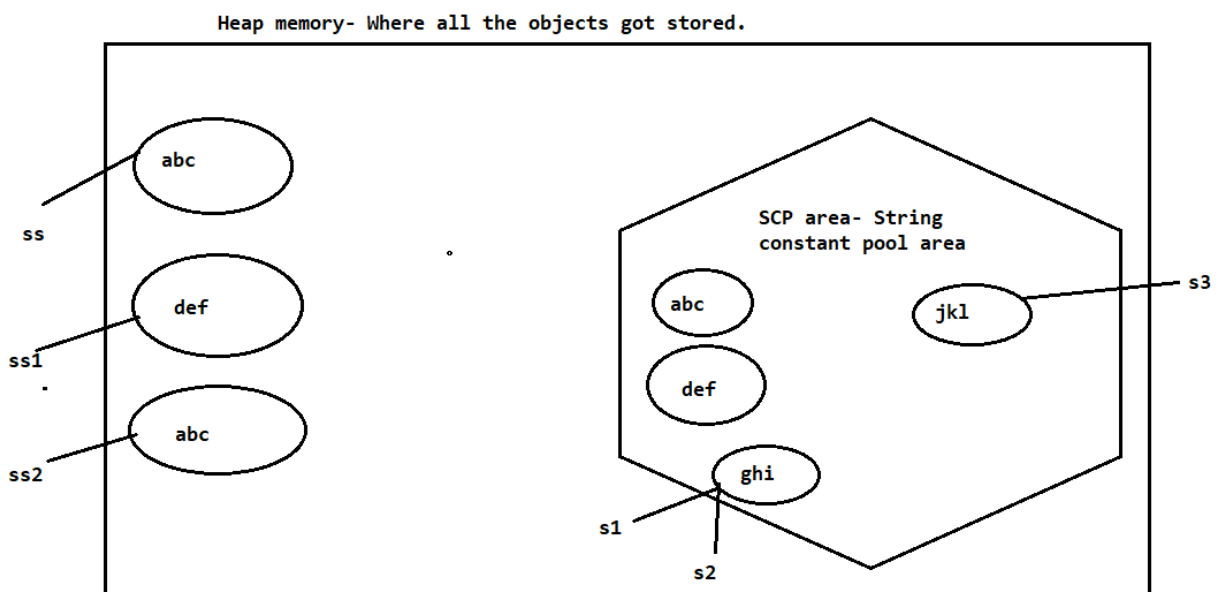 Heap memory- Where all the objects got stored.
abc
ss
SCP area- String
constant pool area
abc
jkl
s3
def
ss1
def
abc
ss2
ghi
s1
s2